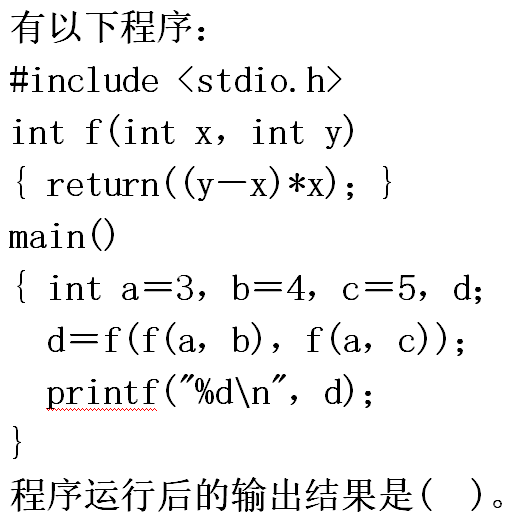 有以下程序：
#include <stdio.h>
int f(int x, int y)
{ return((y－x)*x); }
main()
{ int a＝3, b＝4, c＝5, d;
d＝f(f(a, b), f(a, c));
printf("%d\n", d);
}
程序运行后的输出结果是( )。